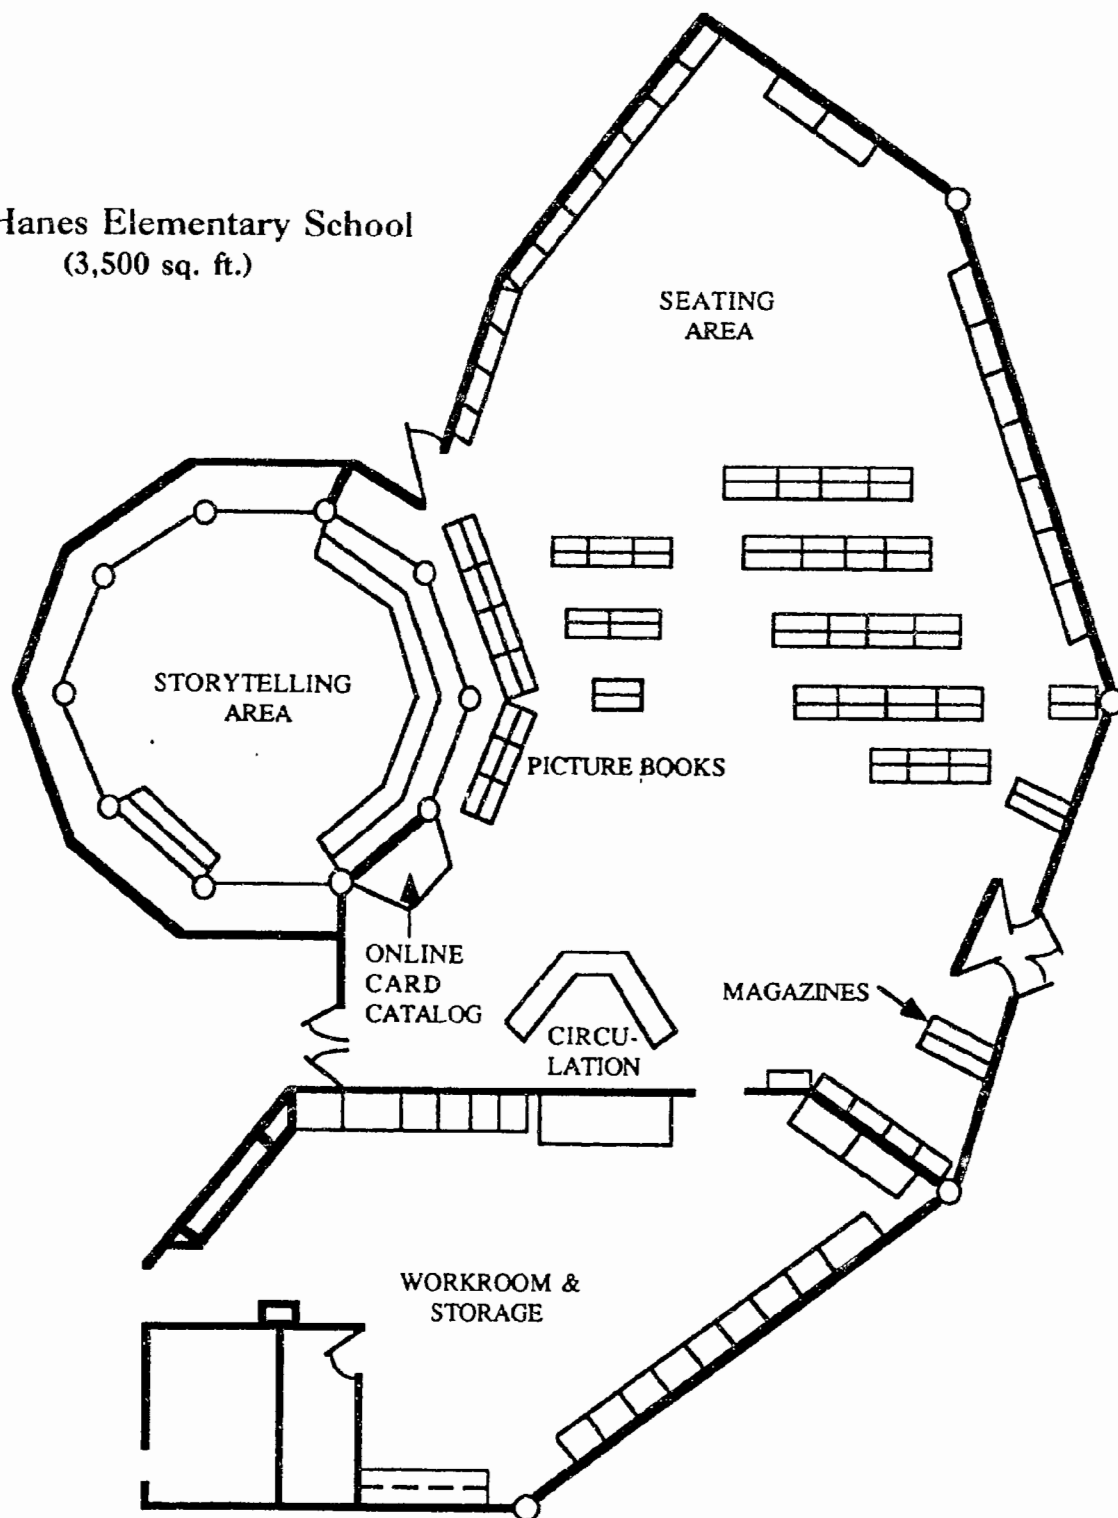 Hanes Elementary School
(3,500 sq. ft.)
SEATING
AREA
STORYTELLING
AREA
PICTURE BOOKS
ONLINE
CARD
CATALOG
CIRCU-
LATION
MAGAZINES
WORKROOM &
STORAGE